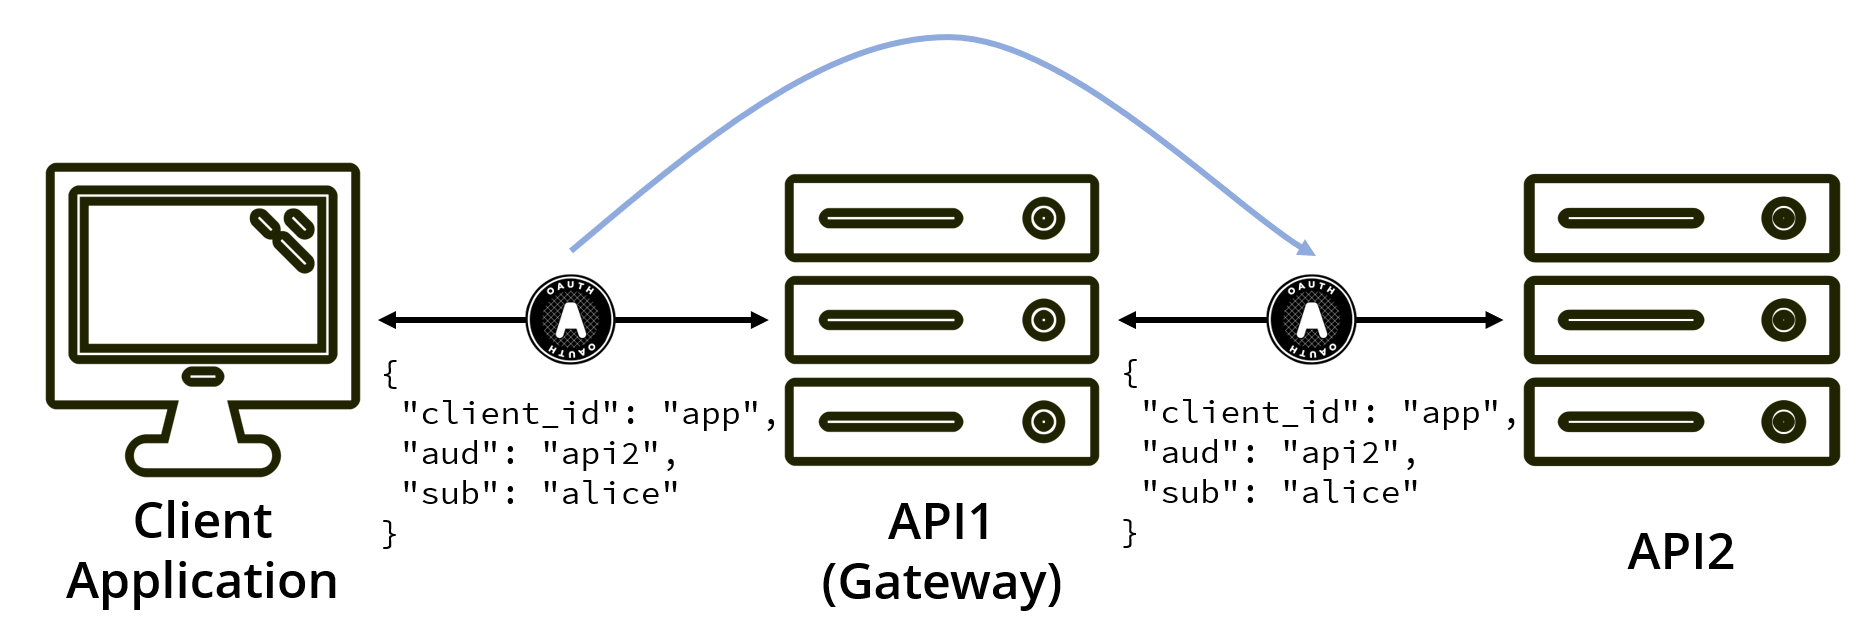 OAUTH
OAUTH
{
"client_id": "app",
"aud": "api2",
"sub": "alice"
}
OAUTH
OAUTH
{
"client_id": "app",
"aud": "api2",
"sub": "alice"
}
Client
Application
API1
(Gateway)
API2